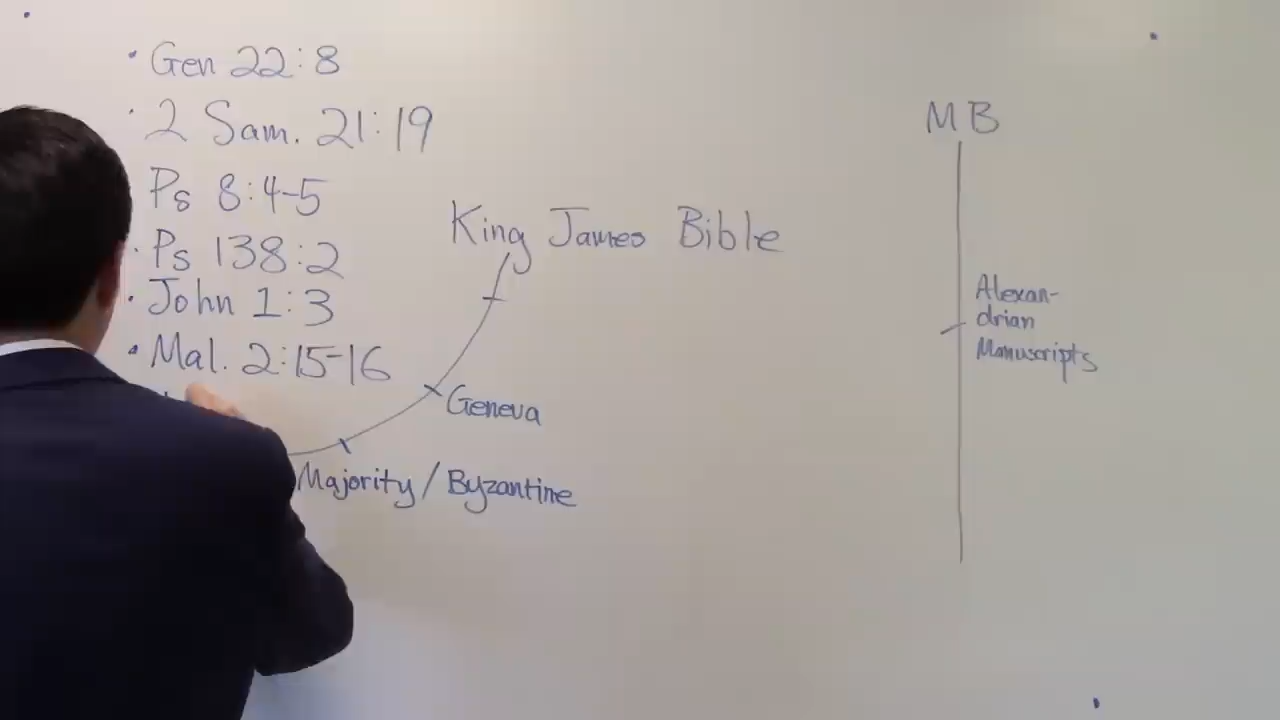 Gen 22:8
2 Sam. 21:19
Ps 8:4-5
Ps 138:2
John 1:3
Mal. 2:15-16
King James Bible
Geneva
Majority / Byzantine
MB
Alexan-
drian
Manuscripts